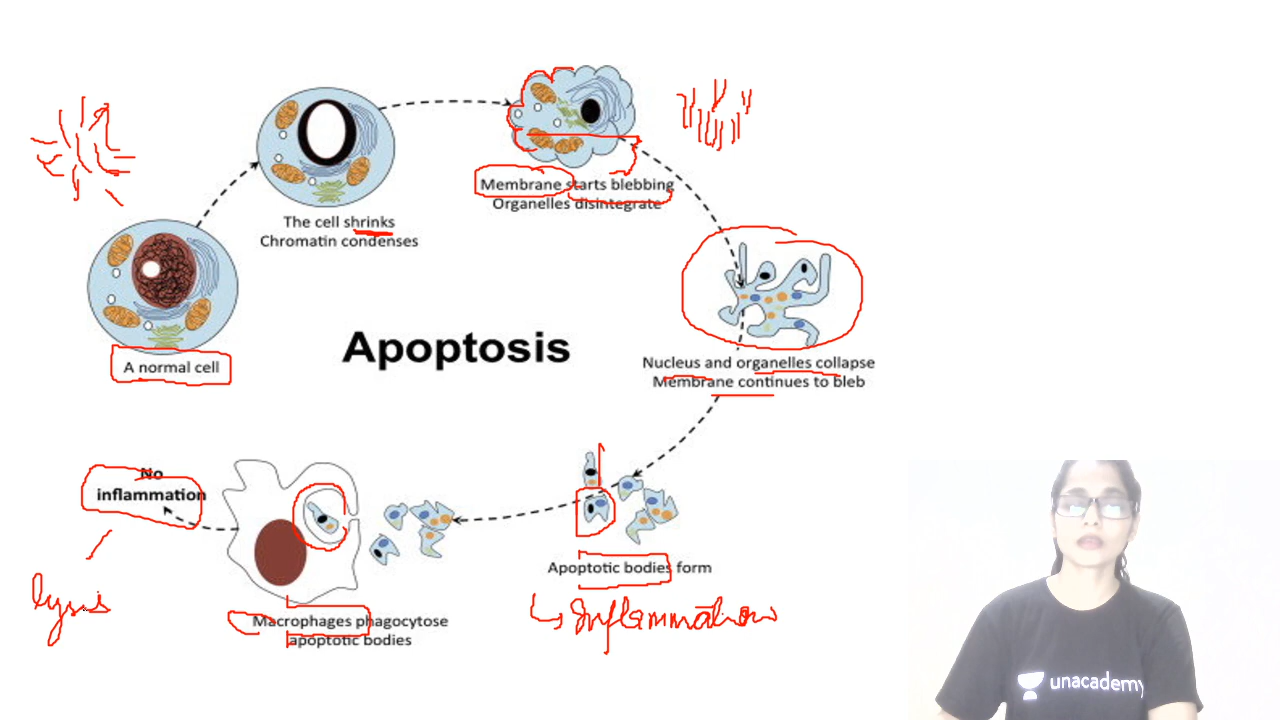 The cell shrinks
Chromatin condenses
Membrane starts blebbing
Organelles disintegrate
A normal cell
Apoptosis
Nucleus and organelles collapse
Membrane continues to bleb
No
inflammation
Apoptotic bodies form
lysis
Inflammation
Macrophages phagocytose
apoptotic bodies
unacademy